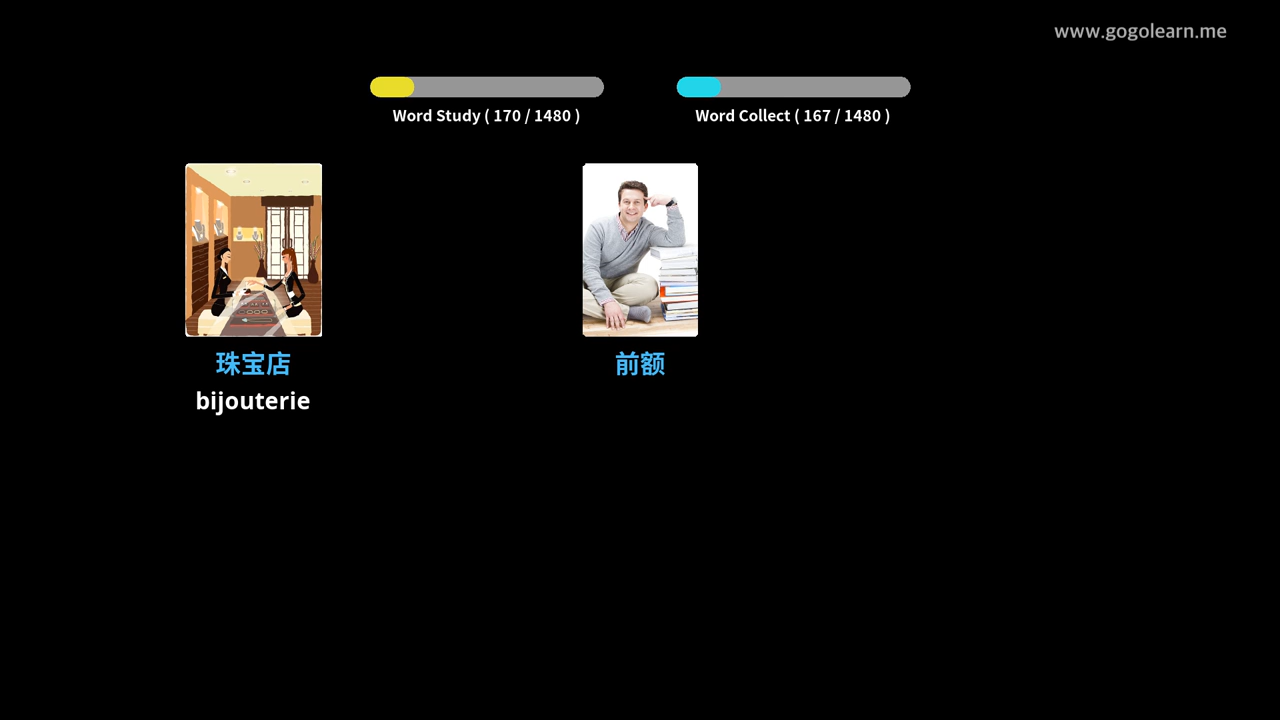 www.gogolearn.me
Word Study ( 170 / 1480 )
Word Collect ( 167 / 1480 )
珠宝店
bijouterie
前额